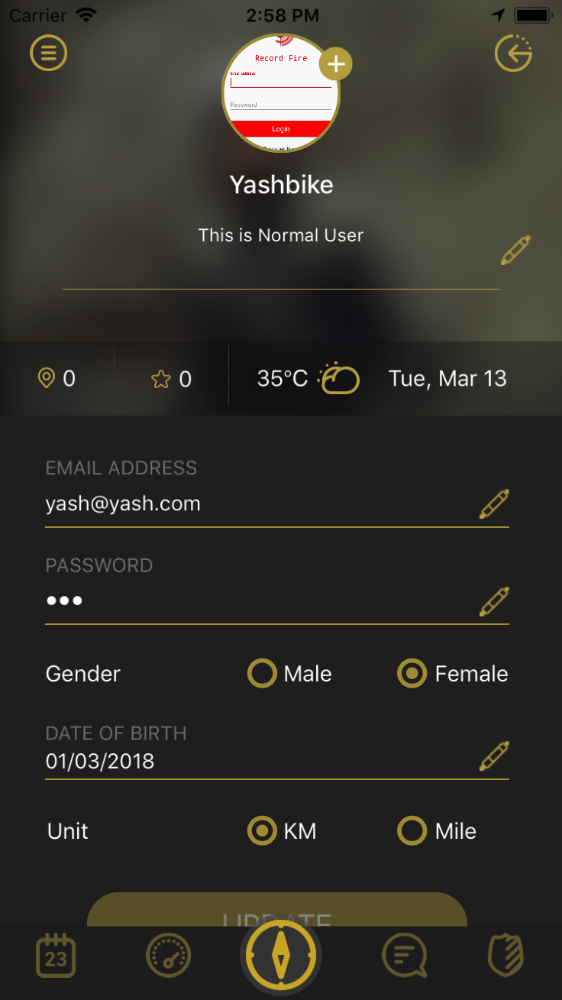 Carrier 2:58 PM
Record Fire
Email address
Password
Login
Yashbike
This is Normal User
0 0 35°C Tue, Mar 13
EMAIL ADDRESS
yash@yash.com
PASSWORD
•••
Gender Male Female
DATE OF BIRTH
01/03/2018
Unit KM Mile
UPDATE
23